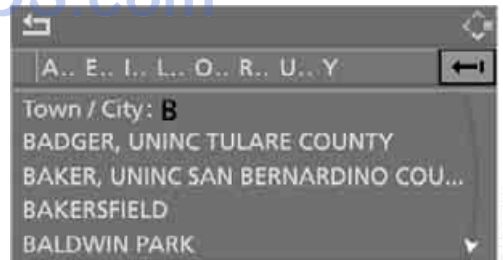 A.. E.. I.. L.. O.. R.. U.. Y
Town / City: B
BADGER, UNINC TULARE COUNTY
BAKER, UNINC SAN BERNARDINO COU...
BAKERSFIELD
BALDWIN PARK